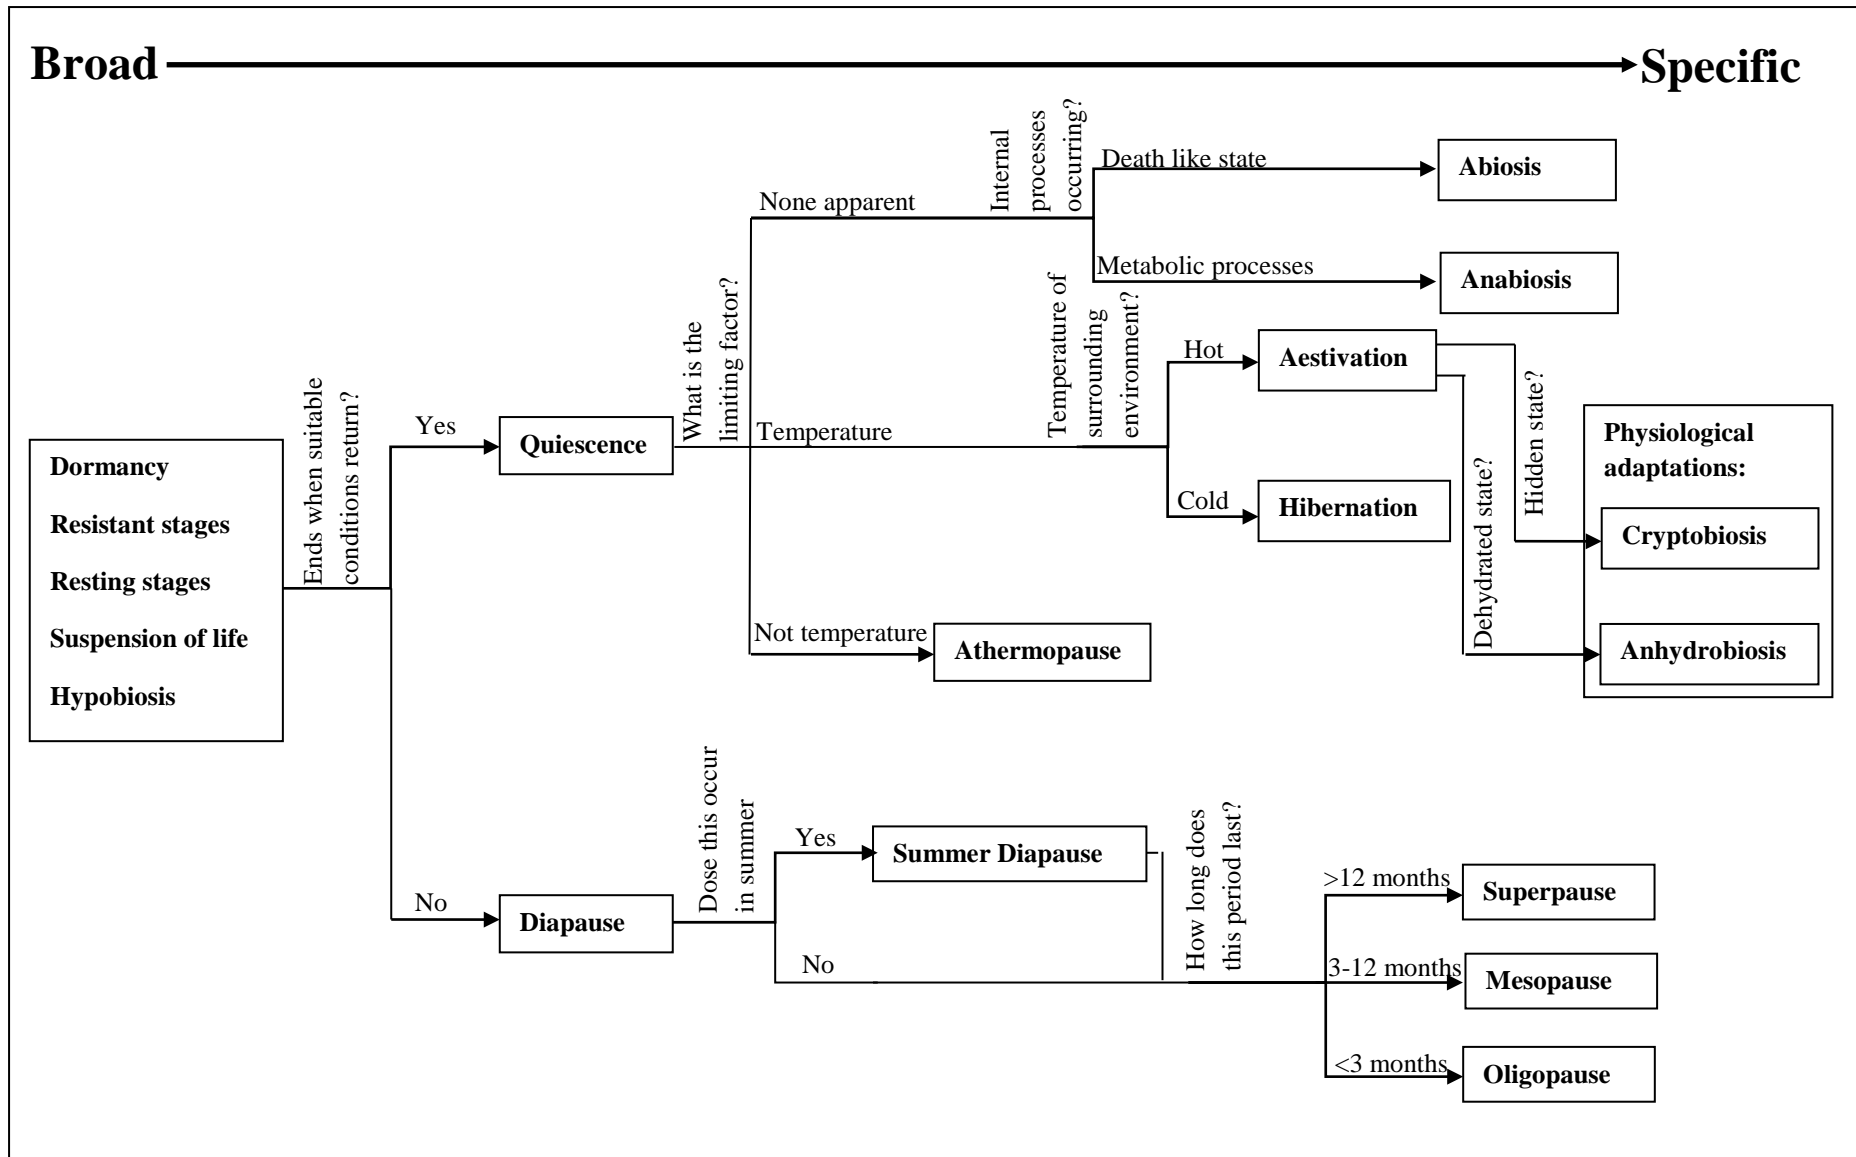 Broad
Specific
Dormancy
Resistant stages
Resting stages
Suspension of life
Hypobiosis
Ends when suitable
conditions return?
Yes
Quiescence
What is the
limiting factor?
None apparent
Internal
processes
occurring?
Death like state
Abiosis
Metabolic processes
Anabiosis
Temperature
Temperature of
surrounding
environment?
Hot
Aestivation
Cold
Hibernation
Hidden state?
Dehydrated state?
Physiological
adaptations:
Cryptobiosis
Anhydrobiosis
Not temperature
Athermopause
No
Diapause
Dose this occur
in summer
Yes
Summer Diapause
No
How long does
this period last?
>12 months
Superpause
3-12 months
Mesopause
<3 months
Oligopause